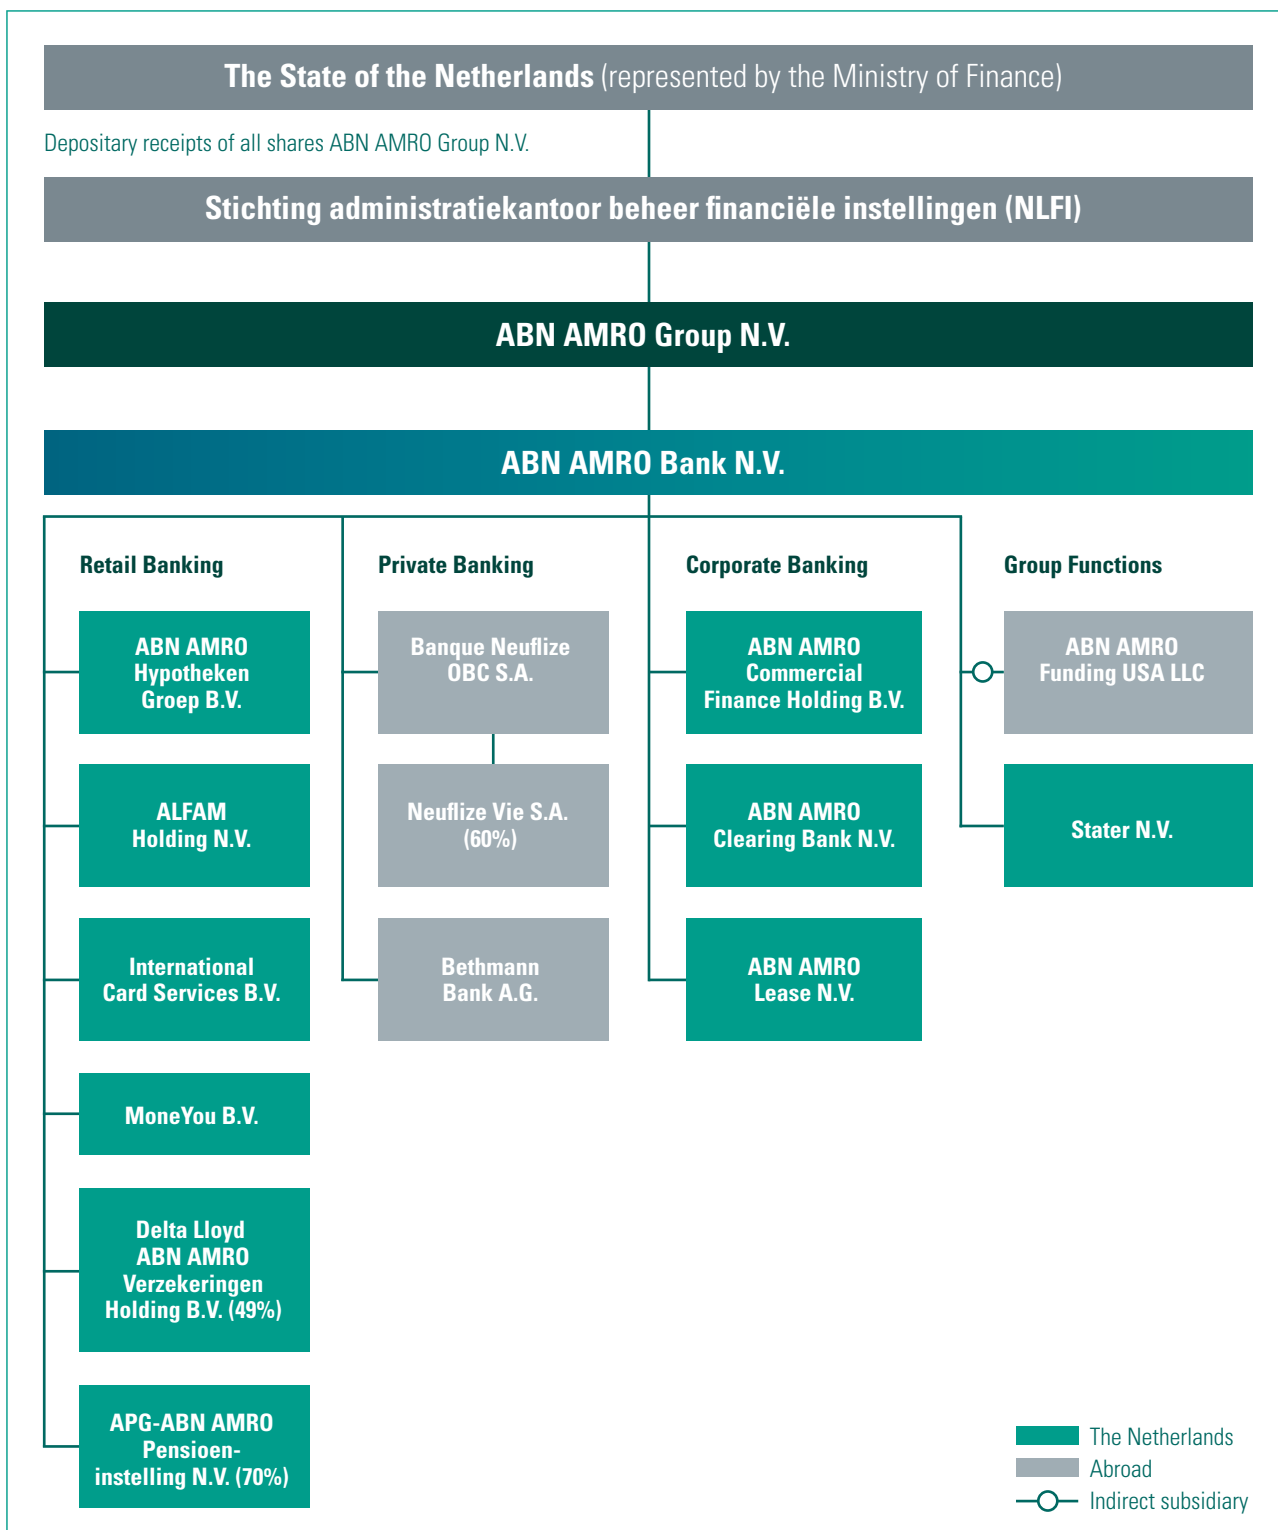 The State of the Netherlands (represented by the Ministry of Finance)
Depositary receipts of all shares ABN AMRO Group N.V.
Stichting administratiekantoor beheer financiële instellingen (NLFI)
ABN AMRO Group N.V.
ABN AMRO Bank N.V.
Retail Banking
ABN AMRO
Hypotheken
Groep B.V.
ALFAM
Holding N.V.
International
Card Services B.V.
MoneYou B.V.
Delta Lloyd
ABN AMRO
Verzekeringen
Holding B.V. (49%)
APG-ABN AMRO
Pensioen-
instelling N.V. (70%)
Private Banking
Banque Neuflize
OBC S.A.
Neuflize Vie S.A.
(60%)
Bethmann
Bank A.G.
Corporate Banking
ABN AMRO
Commercial
Finance Holding B.V.
ABN AMRO
Clearing Bank N.V.
ABN AMRO
Lease N.V.
Group Functions
ABN AMRO
Funding USA LLC
Stater N.V.
The Netherlands
Abroad
Indirect subsidiary